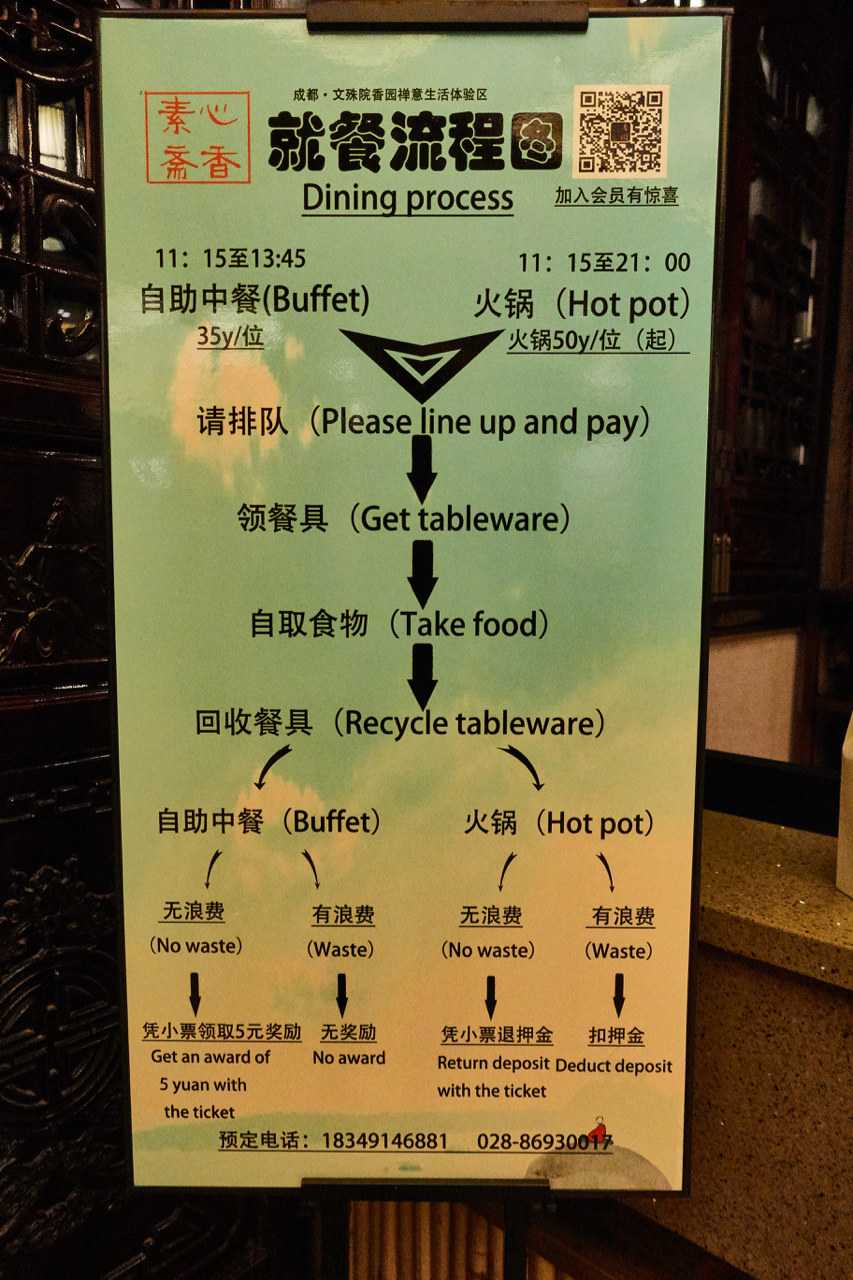 成都·文殊院香园禅意生活体验区
素心
斋香
就餐流程图
Dining process
加入会员有惊喜
11：15至13:45
11：15至21：00
自助中餐(Buffet)
火锅（Hot pot）
35y/位
火锅50y/位（起）
请排队（Please line up and pay）
领餐具（Get tableware）
自取食物（Take food）
回收餐具（Recycle tableware）
自助中餐（Buffet）
火锅（Hot pot）
无浪费
有浪费
无浪费
有浪费
（No waste）
（Waste）
（No waste）
（Waste）
凭小票领取5元奖励
无奖励
凭小票退押金
扣押金
Get an award of
5 yuan with
the ticket
No award
Return deposit
with the ticket
Deduct deposit
预定电话：18349146881 028-86930017